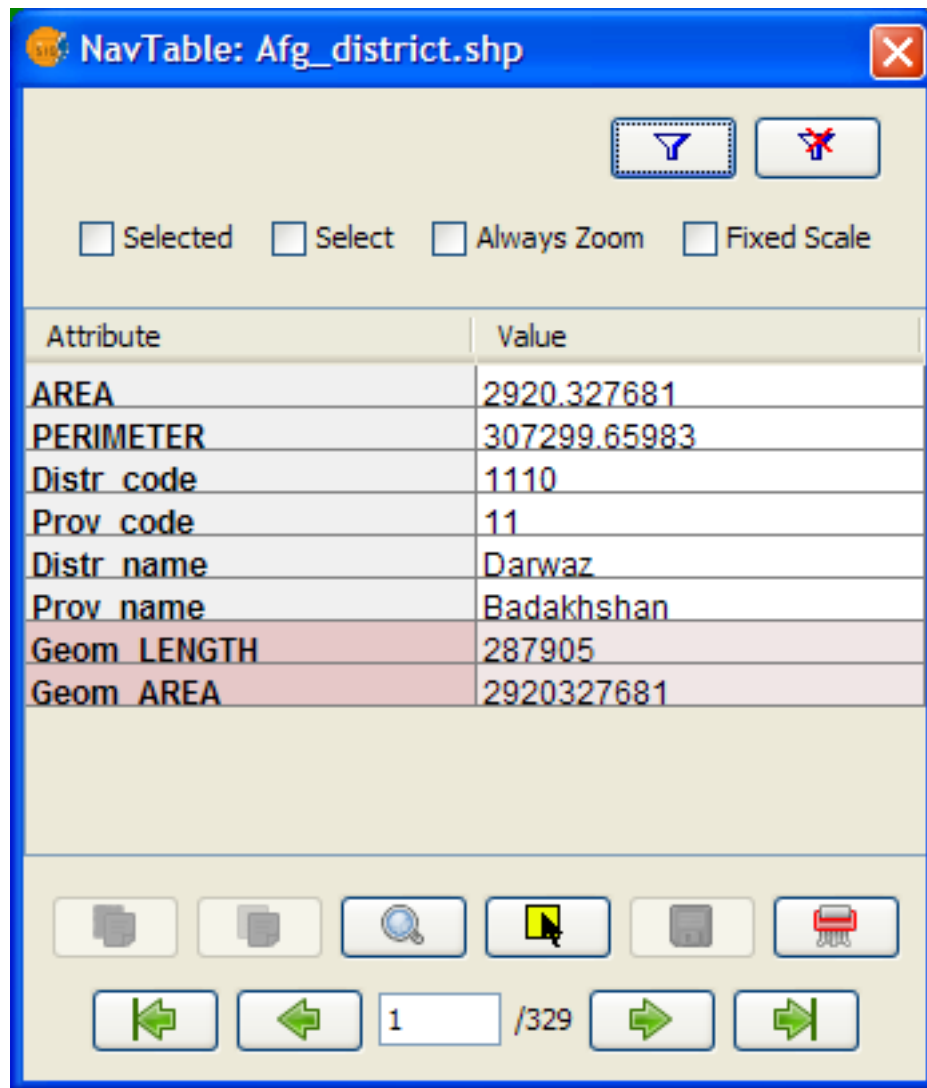 NavTable: Afg_district.shp
Selected Select Always Zoom Fixed Scale
Attribute Value
AREA 2920.327681
PERIMETER 307299.65983
Distr_code 1110
Prov_code 11
Distr_name Darwaz
Prov_name Badakhshan
Geom_LENGTH 287905
Geom_AREA 2920327681
1 /329